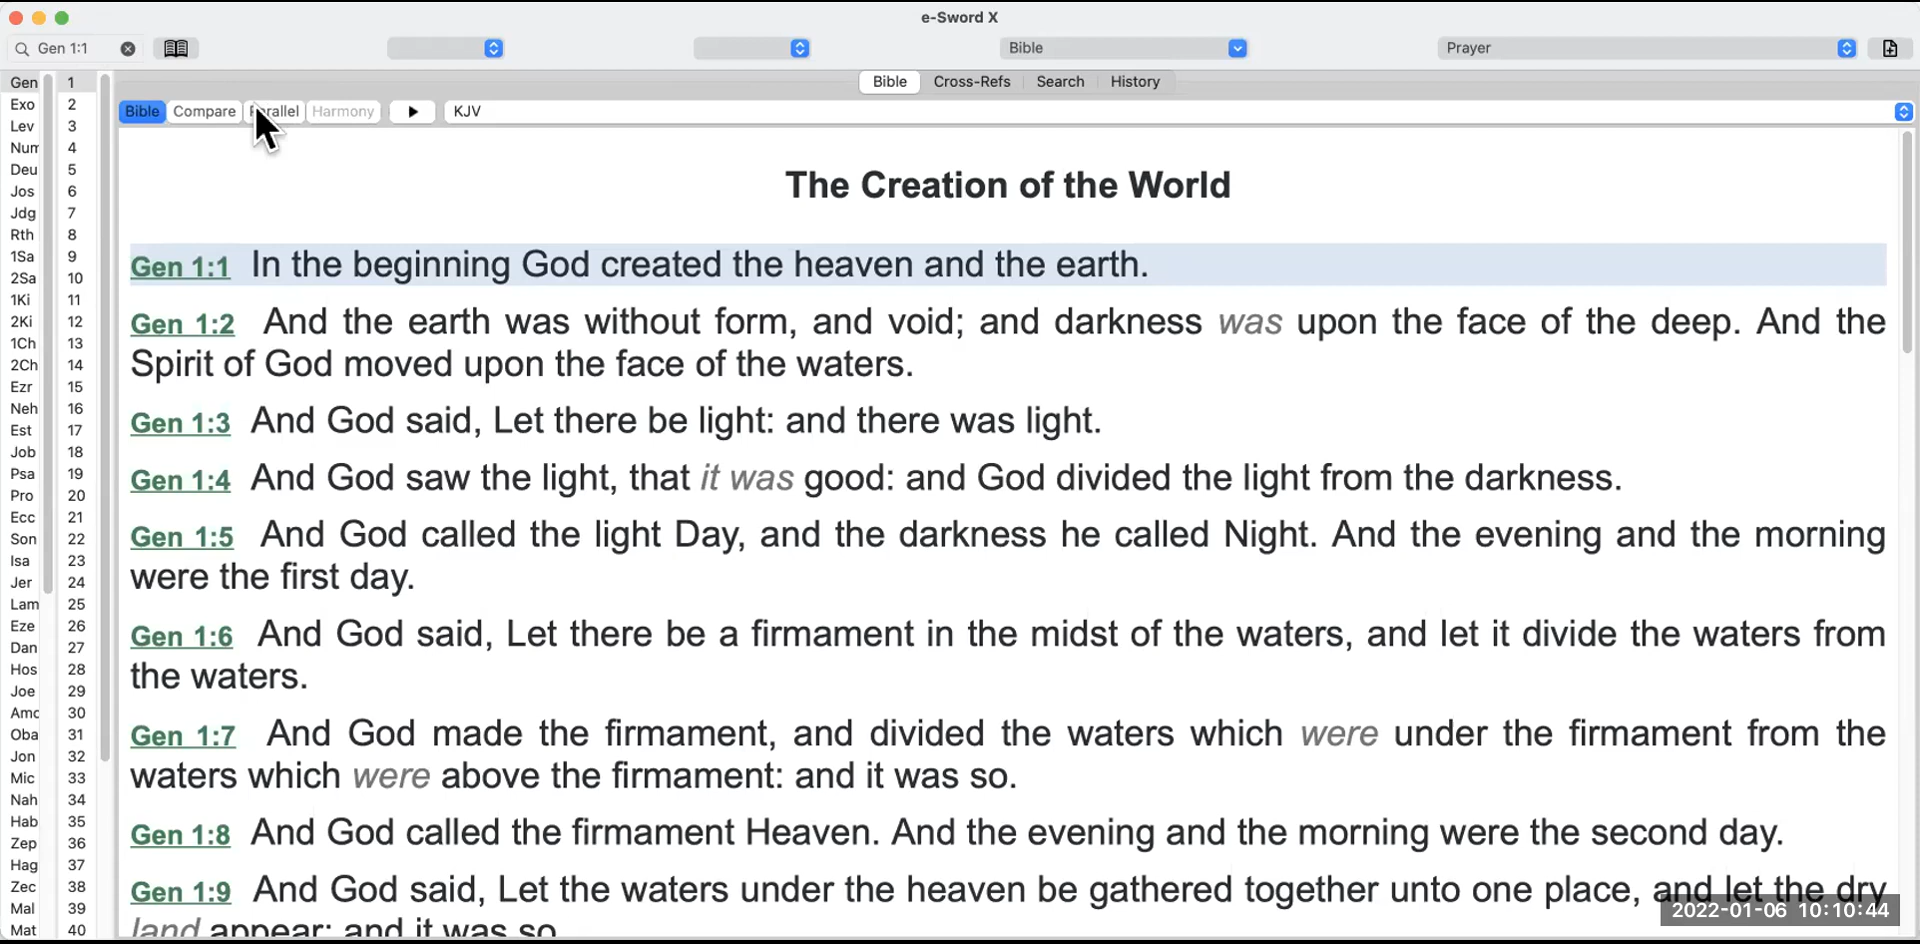 e-Sword X
Gen 1:1
Bible
Prayer
Bible Cross-Refs Search History
Bible Compare Parallel Harmony KJV
Gen 1
Exo 2
Lev 3
Num 4
Deu 5
Jos 6
Jdg 7
Rth 8
1Sa 9
2Sa 10
1Ki 11
2Ki 12
1Ch 13
2Ch 14
Ezr 15
Neh 16
Est 17
Job 18
Psa 19
Pro 20
Ecc 21
Son 22
Isa 23
Jer 24
Lam 25
Eze 26
Dan 27
Hos 28
Joe 29
Amo 30
Oba 31
Jon 32
Mic 33
Nah 34
Hab 35
Zep 36
Hag 37
Zec 38
Mal 39
Mat 40
The Creation of the World
Gen 1:1 In the beginning God created the heaven and the earth.
Gen 1:2 And the earth was without form, and void; and darkness was upon the face of the deep. And the
Spirit of God moved upon the face of the waters.
Gen 1:3 And God said, Let there be light: and there was light.
Gen 1:4 And God saw the light, that it was good: and God divided the light from the darkness.
Gen 1:5 And God called the light Day, and the darkness he called Night. And the evening and the morning
were the first day.
Gen 1:6 And God said, Let there be a firmament in the midst of the waters, and let it divide the waters from
the waters.
Gen 1:7 And God made the firmament, and divided the waters which were under the firmament from the
waters which were above the firmament: and it was so.
Gen 1:8 And God called the firmament Heaven. And the evening and the morning were the second day.
Gen 1:9 And God said, Let the waters under the heaven be gathered together unto one place, and let the dry
land appear: and it was so.
2022-01-06 10:10:44